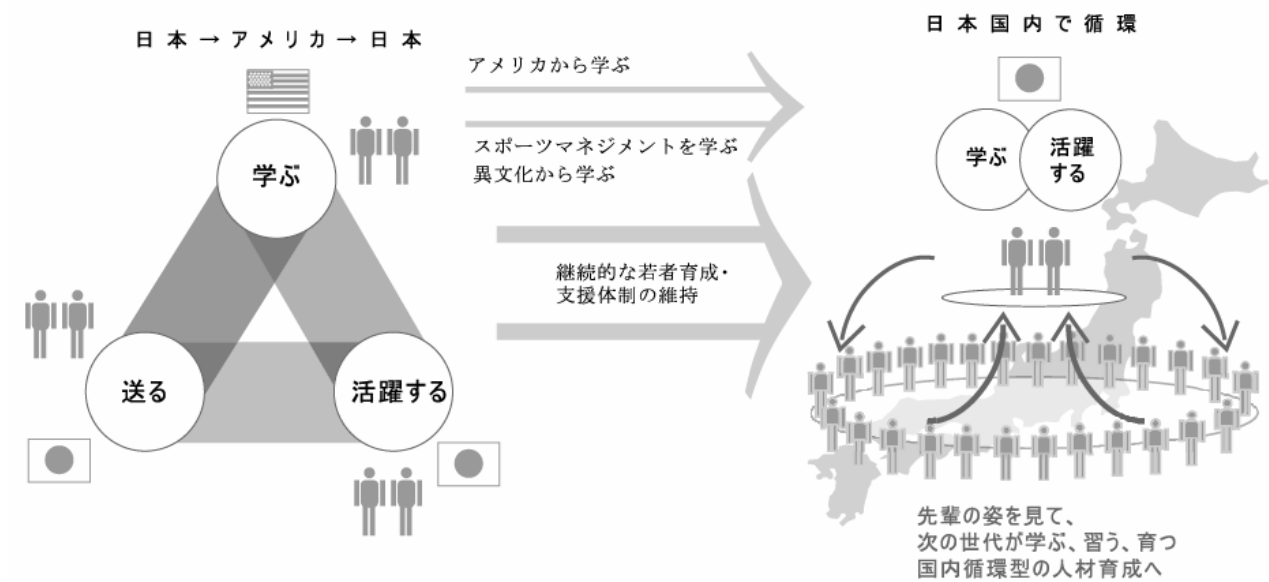 日本→アメリカ→日本
学ぶ
送る
活躍する
アメリカから学ぶ
スポーツマネジメントを学ぶ
異文化から学ぶ
継続的な若者育成・
支援体制の維持
日本国内で循環
学ぶ
活躍
する
先輩の姿を見て、
次の世代が学ぶ、習う、育つ
国内循環型の人材育成へ